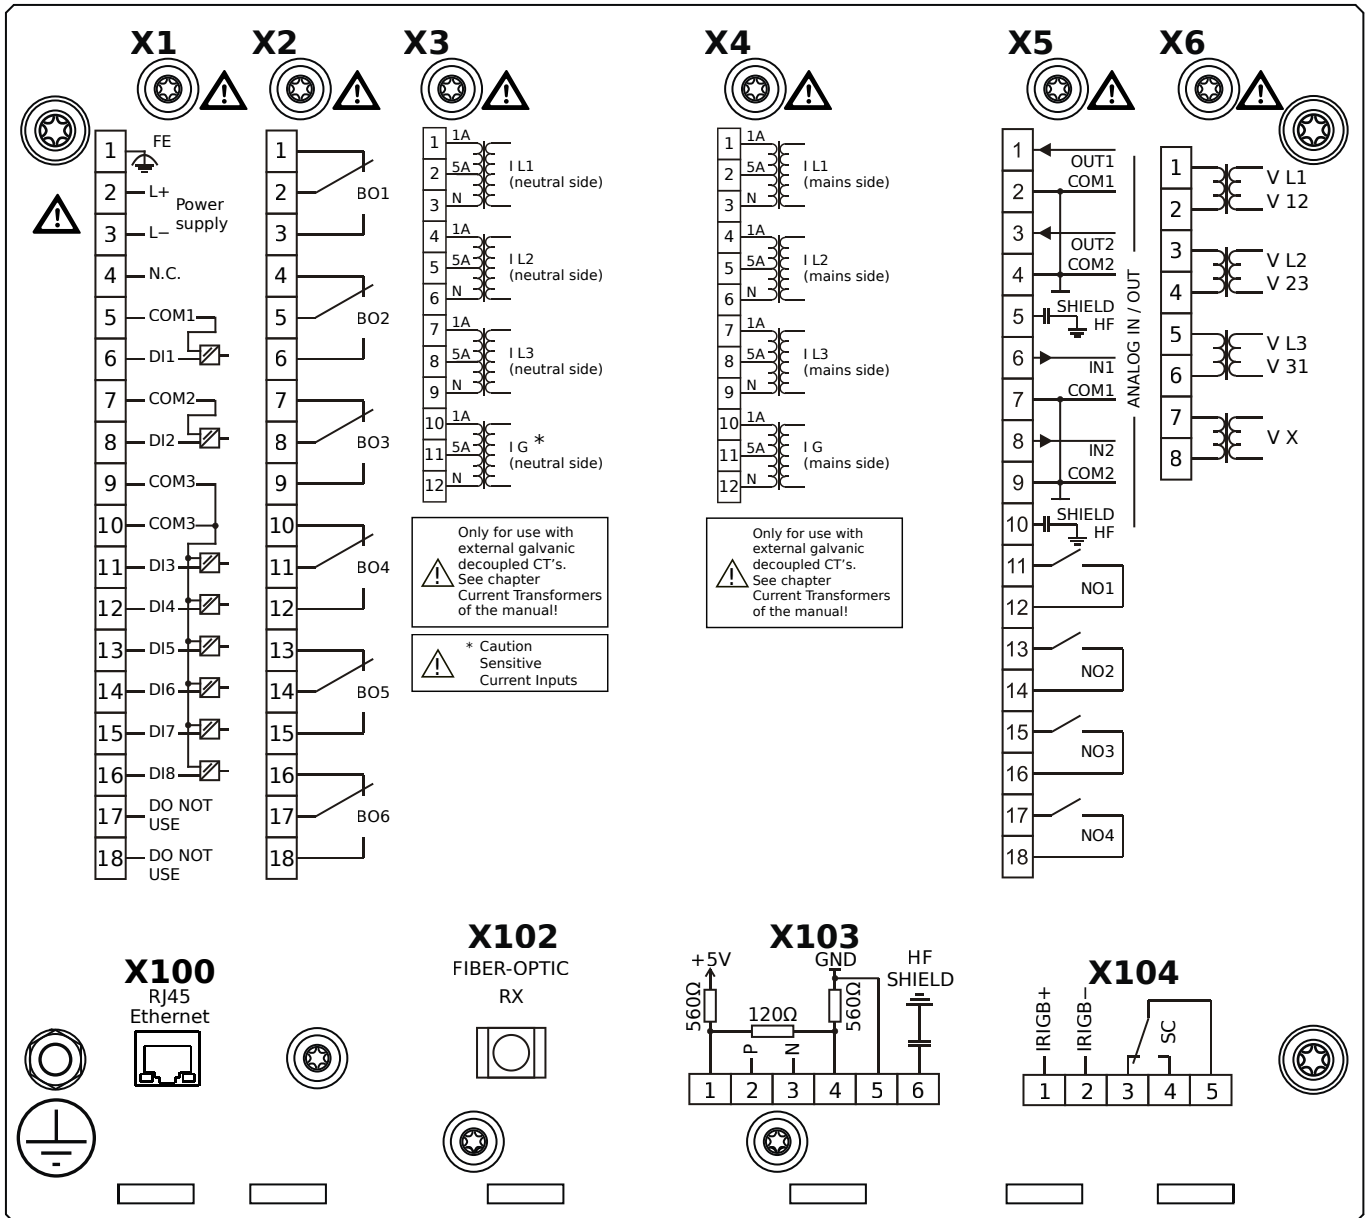 X1
X2
X3
X4
X5
X6
1
FE
2
L+
Power
supply
3
L−
4
N.C.
5
COM1
6
DI1
7
COM2
8
DI2
9
COM3
10
COM3
11
DI3
12
DI4
13
DI5
14
DI6
15
DI7
16
DI8
17
DO NOT
USE
18
DO NOT
USE
1
2
BO1
3
4
5
BO2
6
7
8
BO3
9
10
11
BO4
12
13
14
BO5
15
16
17
BO6
18
1
1A
2
5A
I L1
(neutral side)
3
N
4
1A
5
5A
I L2
(neutral side)
6
N
7
1A
8
5A
I L3
(neutral side)
9
N
10
1A
11
5A
I G *
(neutral side)
12
N
Only for use with
external galvanic
decoupled CT's.
See chapter
Current Transformers
of the manual!
* Caution
Sensitive
Current Inputs
1
1A
2
5A
I L1
(mains side)
3
N
4
1A
5
5A
I L2
(mains side)
6
N
7
1A
8
5A
I L3
(mains side)
9
N
10
1A
11
5A
I G
(mains side)
12
N
Only for use with
external galvanic
decoupled CT's.
See chapter
Current Transformers
of the manual!
1
OUT1
2
COM1
3
OUT2
4
COM2
5
SHIELD
HF
6
IN1
7
COM1
8
IN2
9
COM2
10
SHIELD
HF
ANALOG IN / OUT
11
NO1
12
13
NO2
14
15
NO3
16
17
NO4
18
1
V L1
2
V 12
3
V L2
4
V 23
5
V L3
6
V 31
7
V X
8
X100
RJ45
Ethernet
X102
FIBER-OPTIC
RX
X103
+5V
GND
HF
SHIELD
560Ω
120Ω
560Ω
P
N
1 2 3 4 5 6
X104
IRIGB+
IRIGB−
SC
1 2 3 4 5